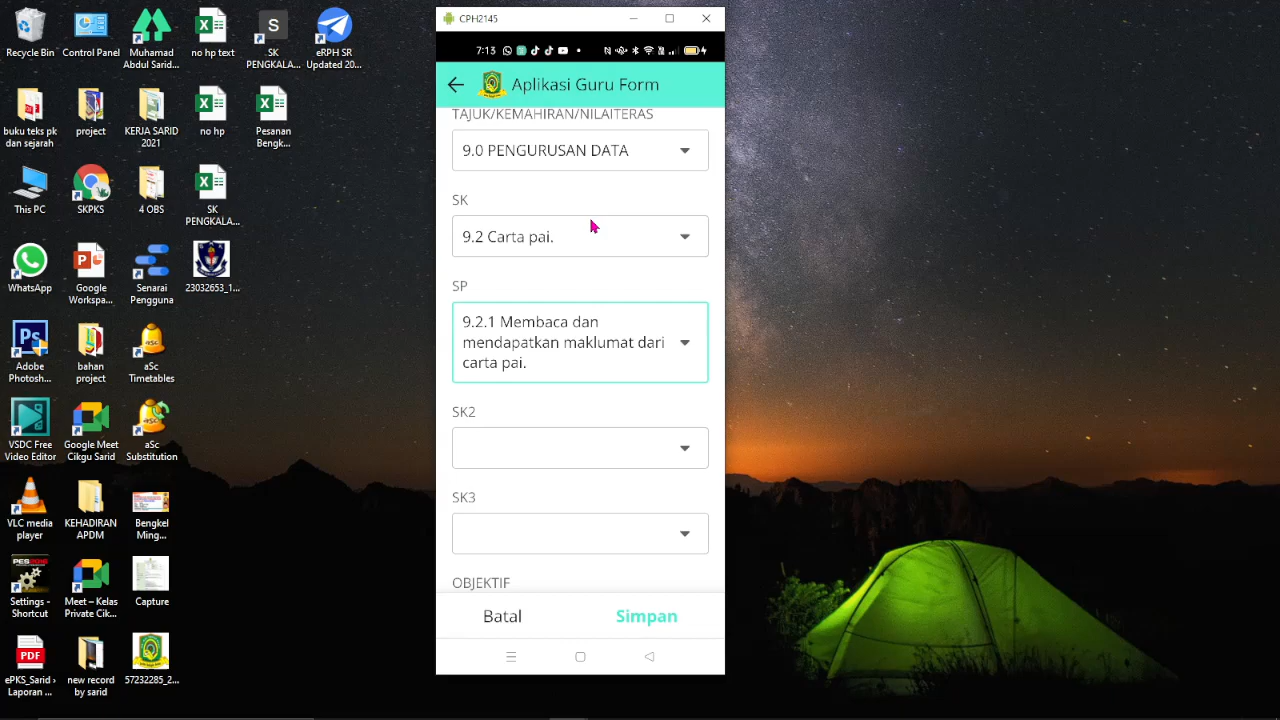 Recycle Bin
Control Panel
Muhamad
Abdul Sarid...
no hp text
S
SK
PENGKALA...
eRPH SR
Updated 20...
buku teks pk
dan sejarah
project
KERJA SARID
2021
no hp
Pesanan
Bengk...
This PC
SKPKS
4 OBS
SK
PENGKALA...
WhatsApp
Google
Workspa...
Senarai
Pengguna
23032653_1...
Ps
Adobe
Photosh...
bahan
project
aSc
Timetables
VSDC Free
Video Editor
Google Meet
Cikgu Sarid
aSc
Substitution
VLC media
player
KEHADIRAN
APDM
Bengkel
Ming...
Settings -
Shortcut
Meet – Kelas
Private Cik...
Capture
PDF
ePKS_Sarid ›
Laporan ...
new record
by sarid
57232285_2...
CPH2145
7:13
Aplikasi Guru Form
TAJUK/KEMAHIRAN/NILAITERAS
9.0 PENGURUSAN DATA
SK
9.2 Carta pai.
SP
9.2.1 Membaca dan
mendapatkan maklumat dari
carta pai.
SK2
SK3
OBJEKTIF
Batal
Simpan